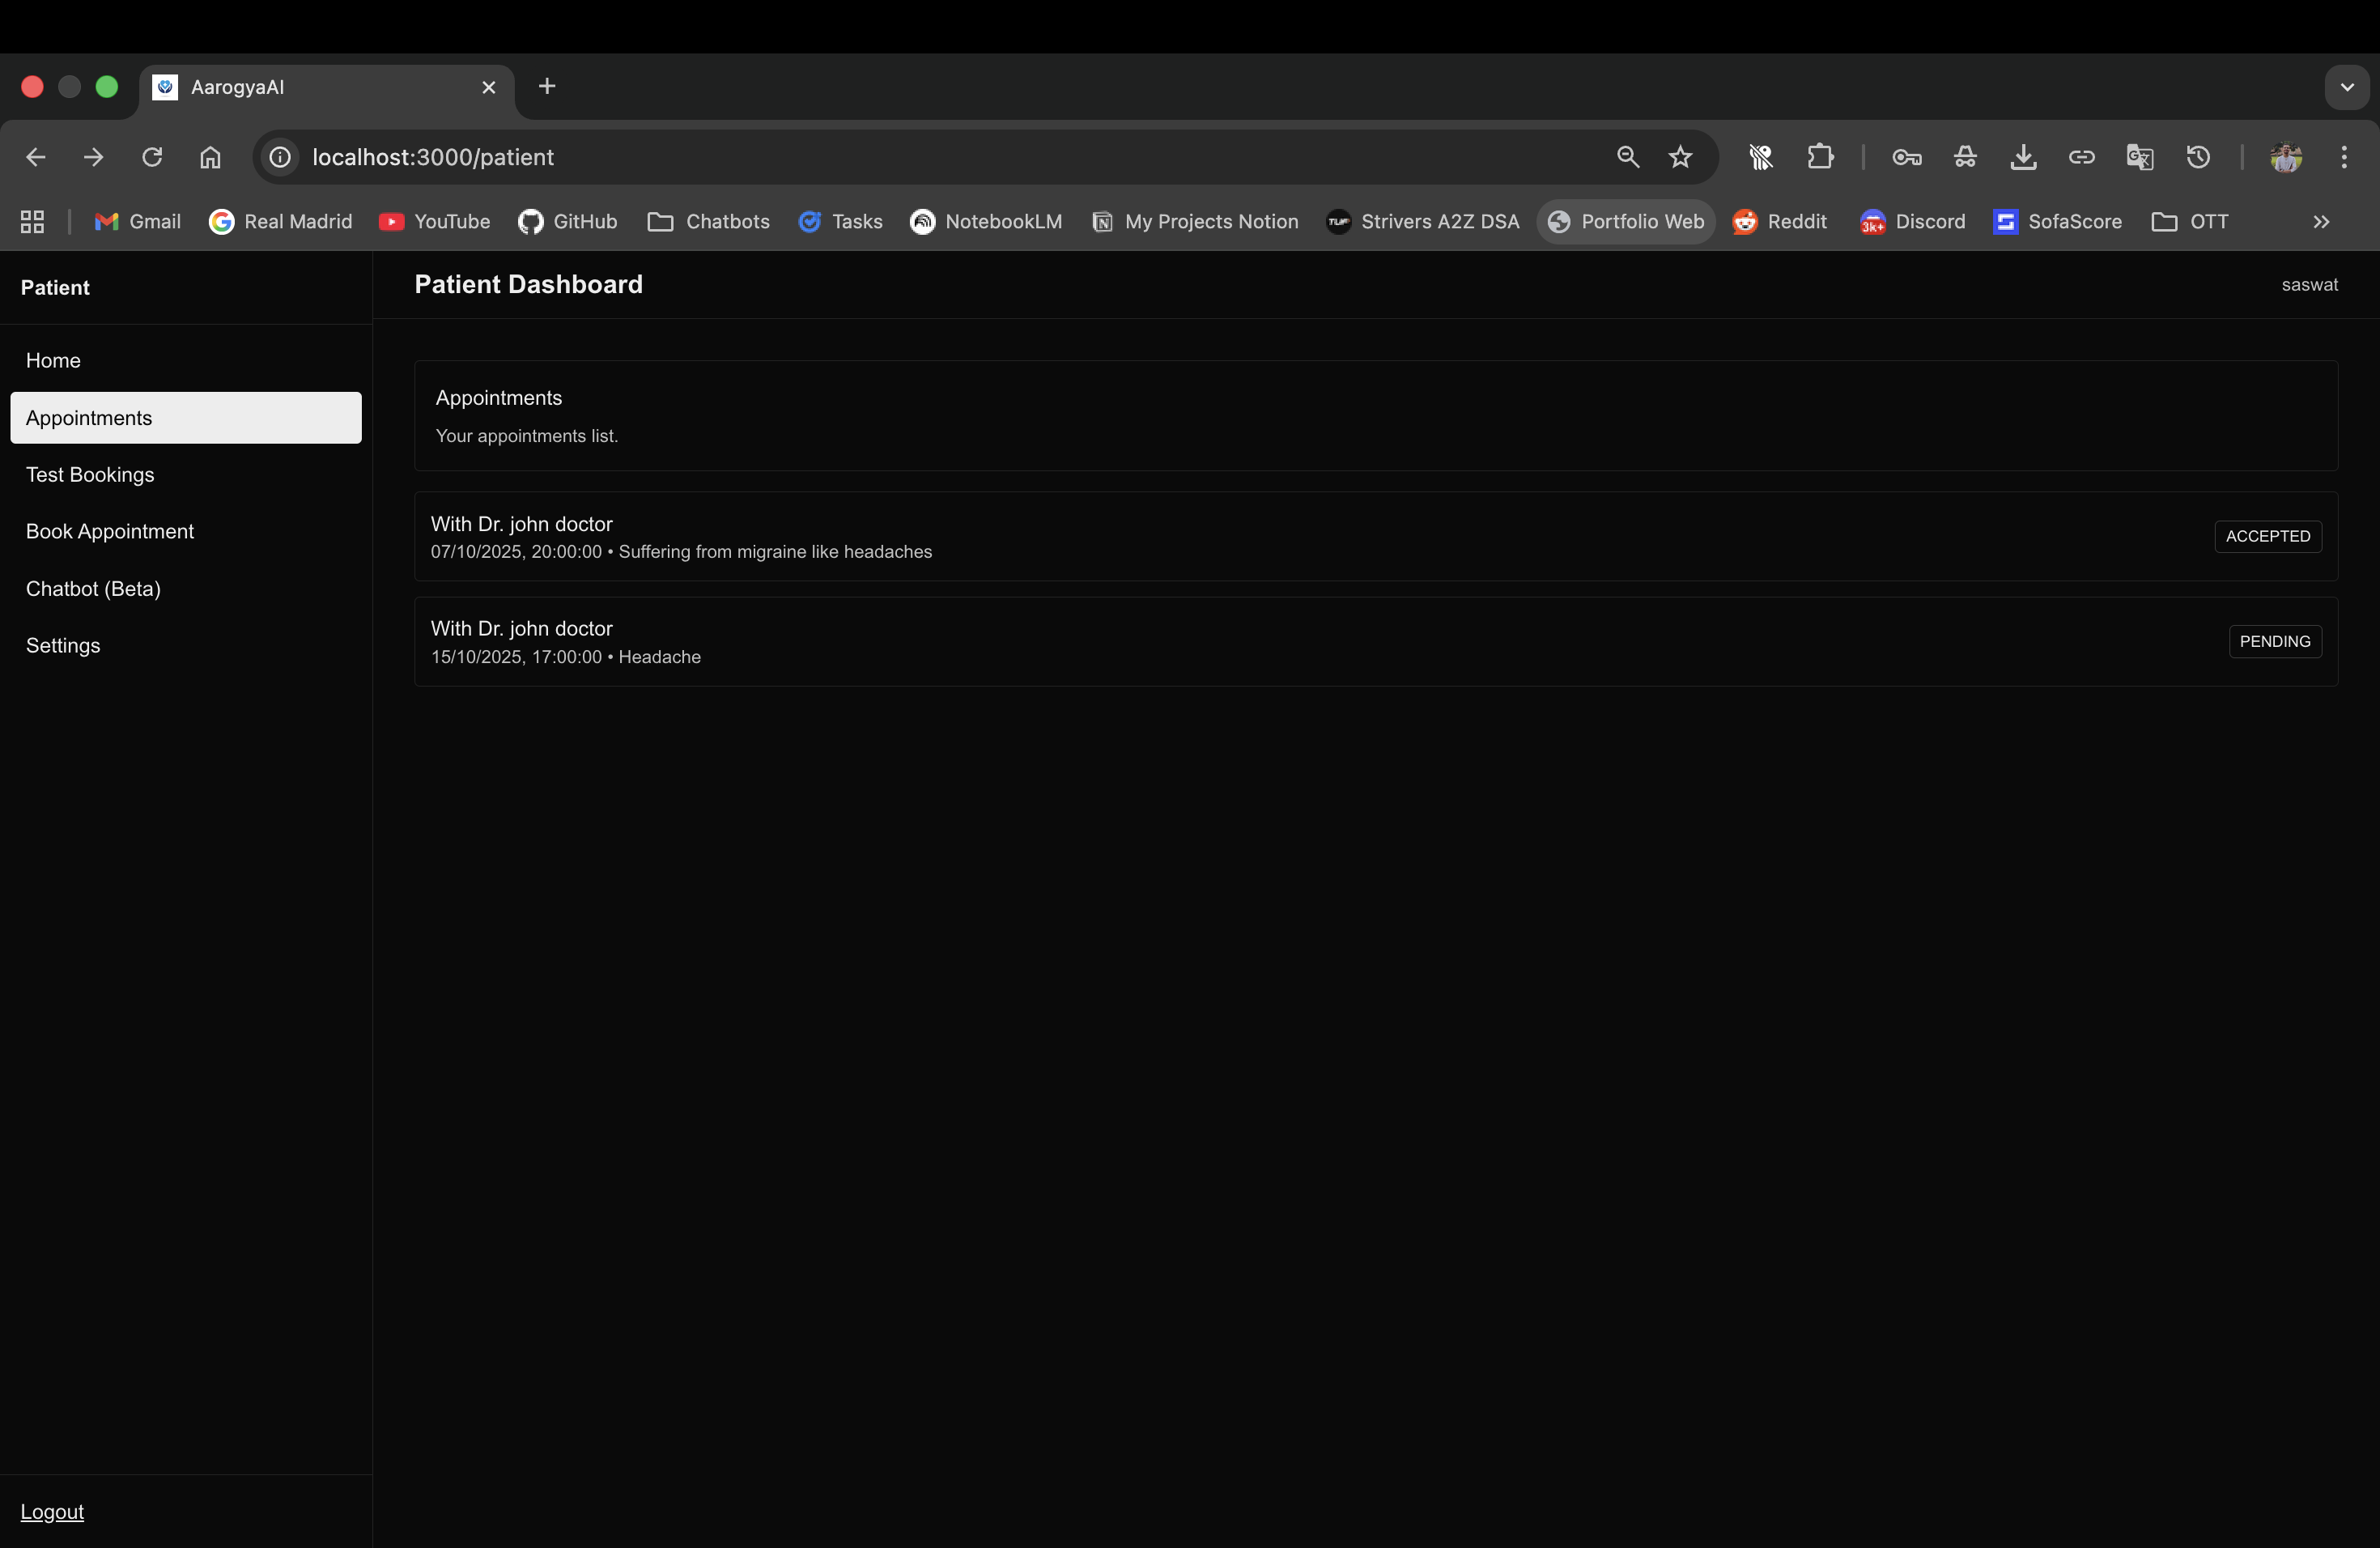 AarogyaAI
localhost:3000/patient
Gmail Real Madrid YouTube GitHub Chatbots Tasks NotebookLM My Projects Notion Strivers A2Z DSA Portfolio Web Reddit 3k+ Discord SofaScore OTT
Patient
Home
Appointments
Test Bookings
Book Appointment
Chatbot (Beta)
Settings
Logout
Patient Dashboard
saswat
Appointments
Your appointments list.
With Dr. john doctor
07/10/2025, 20:00:00 • Suffering from migraine like headaches
ACCEPTED
With Dr. john doctor
15/10/2025, 17:00:00 • Headache
PENDING